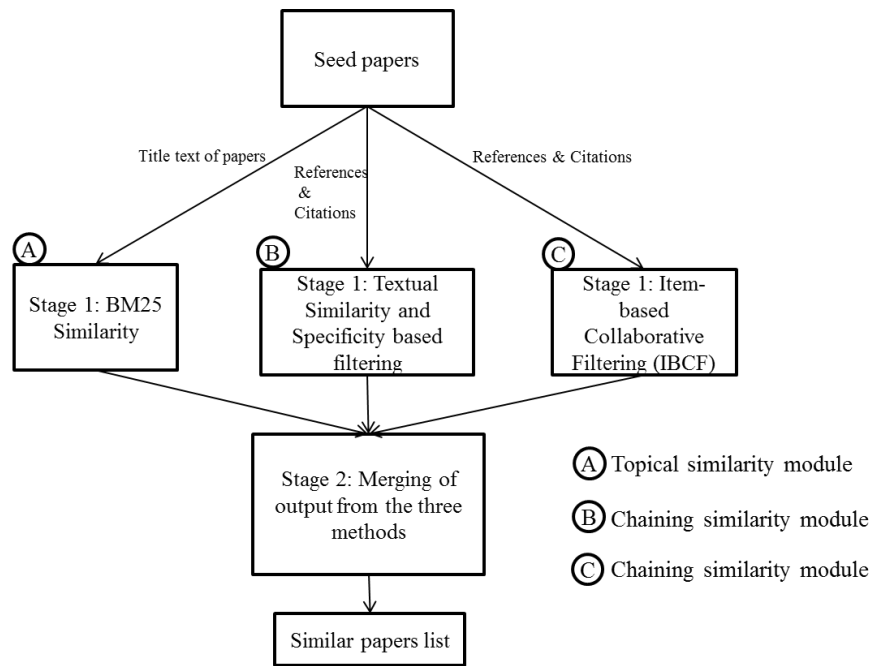 Seed papers
Title text of papers
References
&
Citations
References & Citations
A
B
C
Stage 1: BM25
Similarity
Stage 1: Textual
Similarity and
Specificity based
filtering
Stage 1: Item-
based
Collaborative
Filtering (IBCF)
Stage 2: Merging of
output from the three
methods
A Topical similarity module
B Chaining similarity module
C Chaining similarity module
Similar papers list